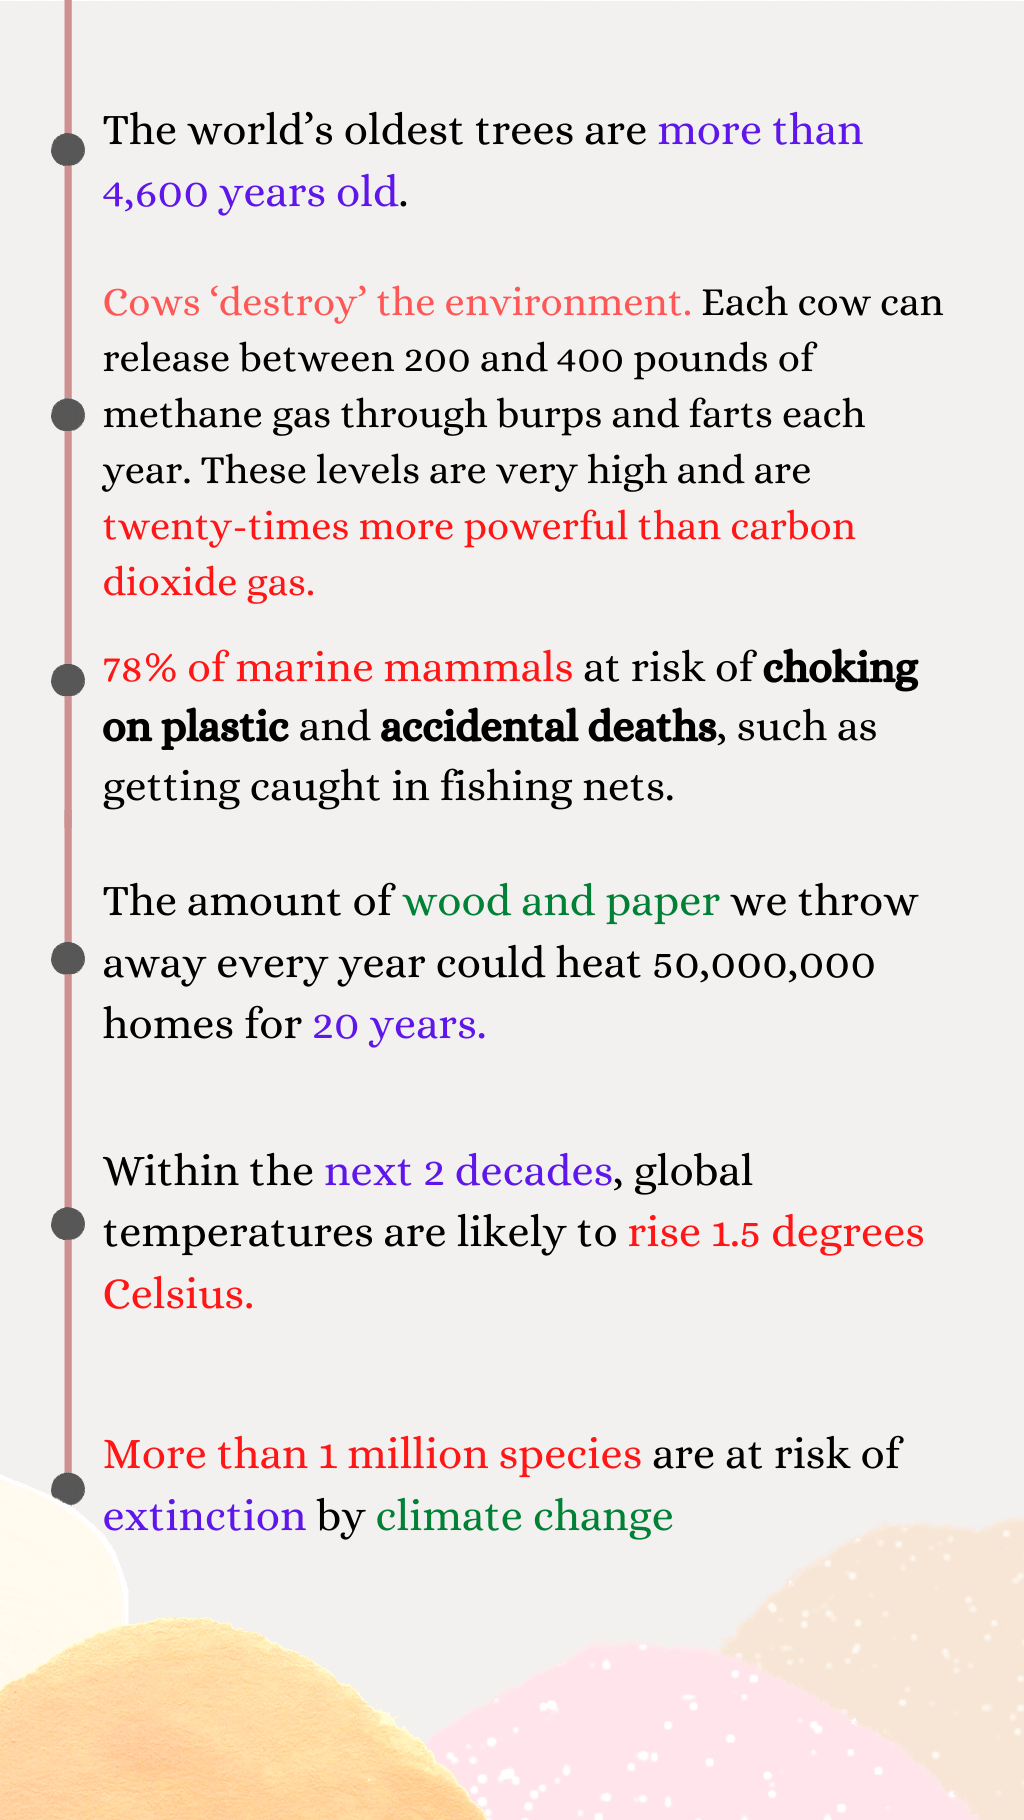 The world’s oldest trees are more than
4,600 years old.
Cows ‘destroy’ the environment. Each cow can
release between 200 and 400 pounds of
methane gas through burps and farts each
year. These levels are very high and are
twenty-times more powerful than carbon
dioxide gas.
78% of marine mammals at risk of choking
on plastic and accidental deaths, such as
getting caught in fishing nets.
The amount of wood and paper we throw
away every year could heat 50,000,000
homes for 20 years.
Within the next 2 decades, global
temperatures are likely to rise 1.5 degrees
Celsius.
More than 1 million species are at risk of
extinction by climate change